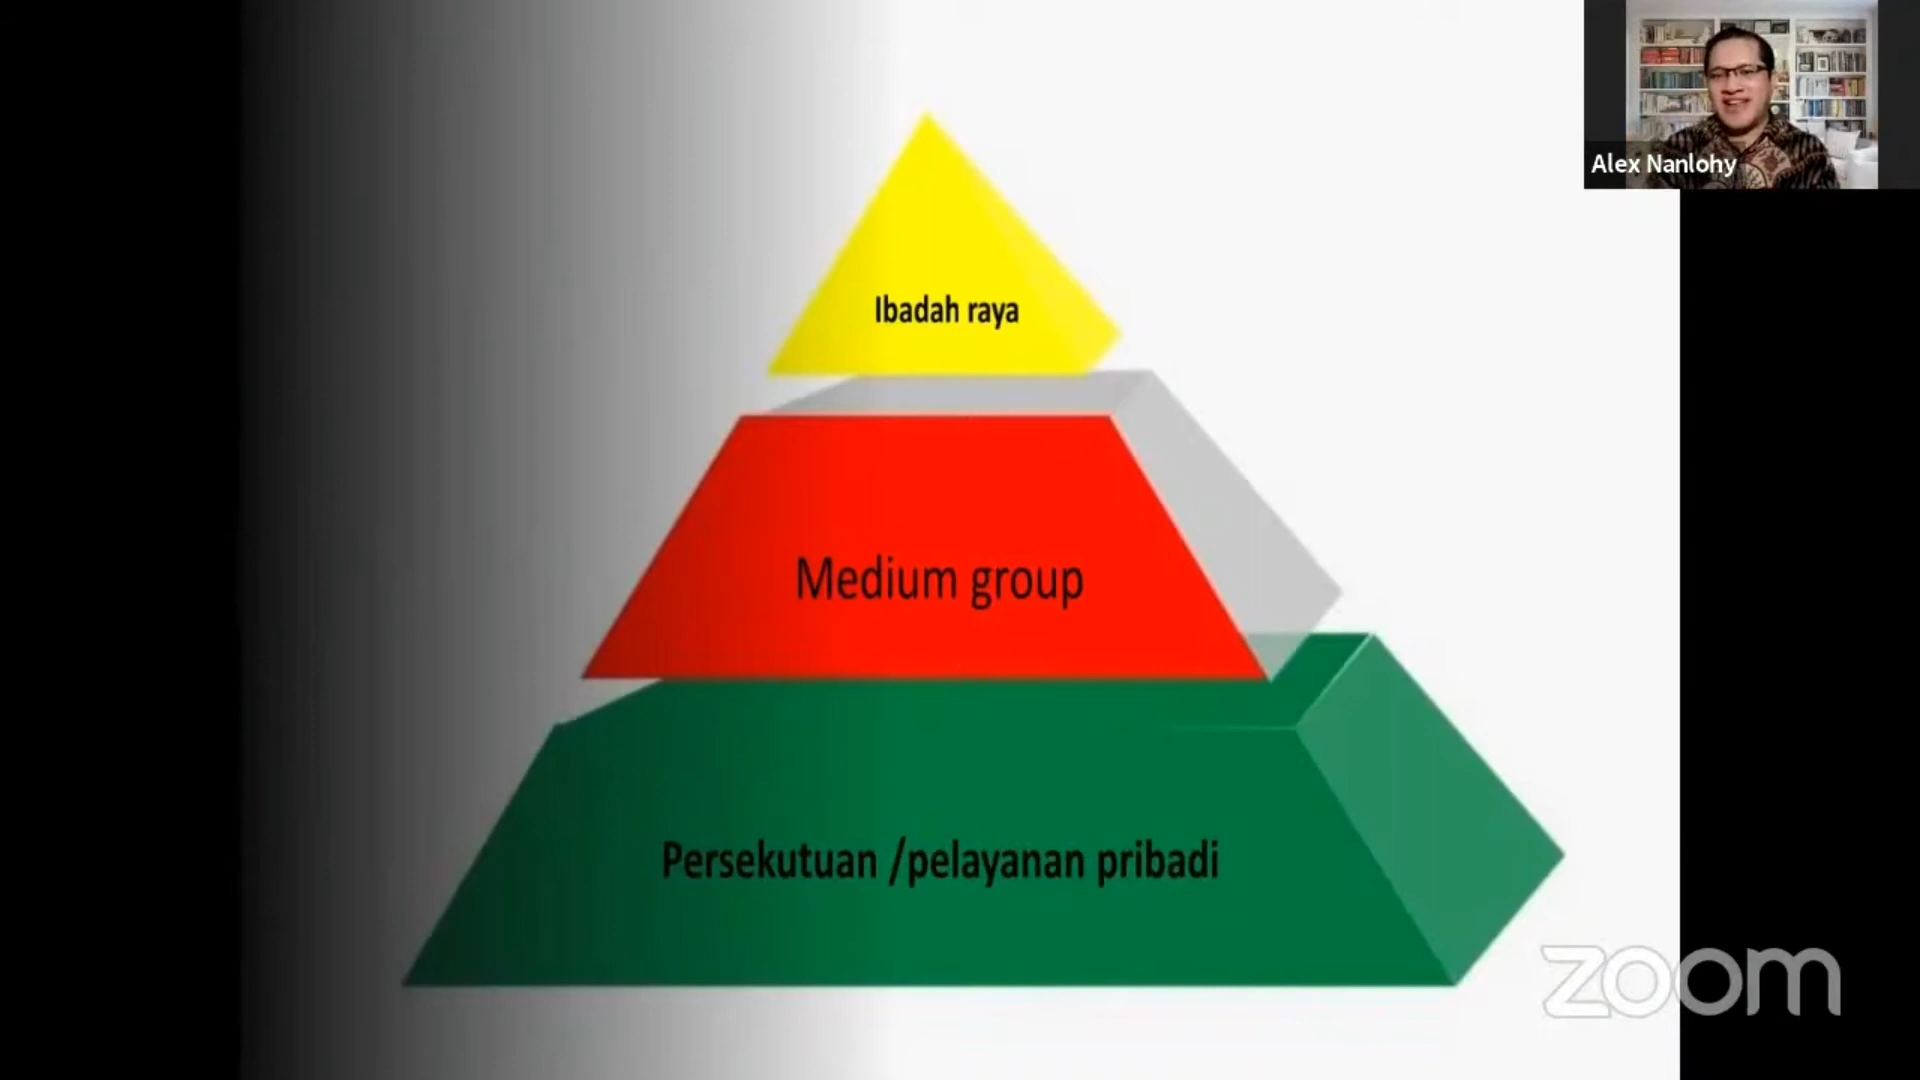 Alex Nanlohy
Ibadah raya
Medium group
Persekutuan /pelayanan pribadi
zoom